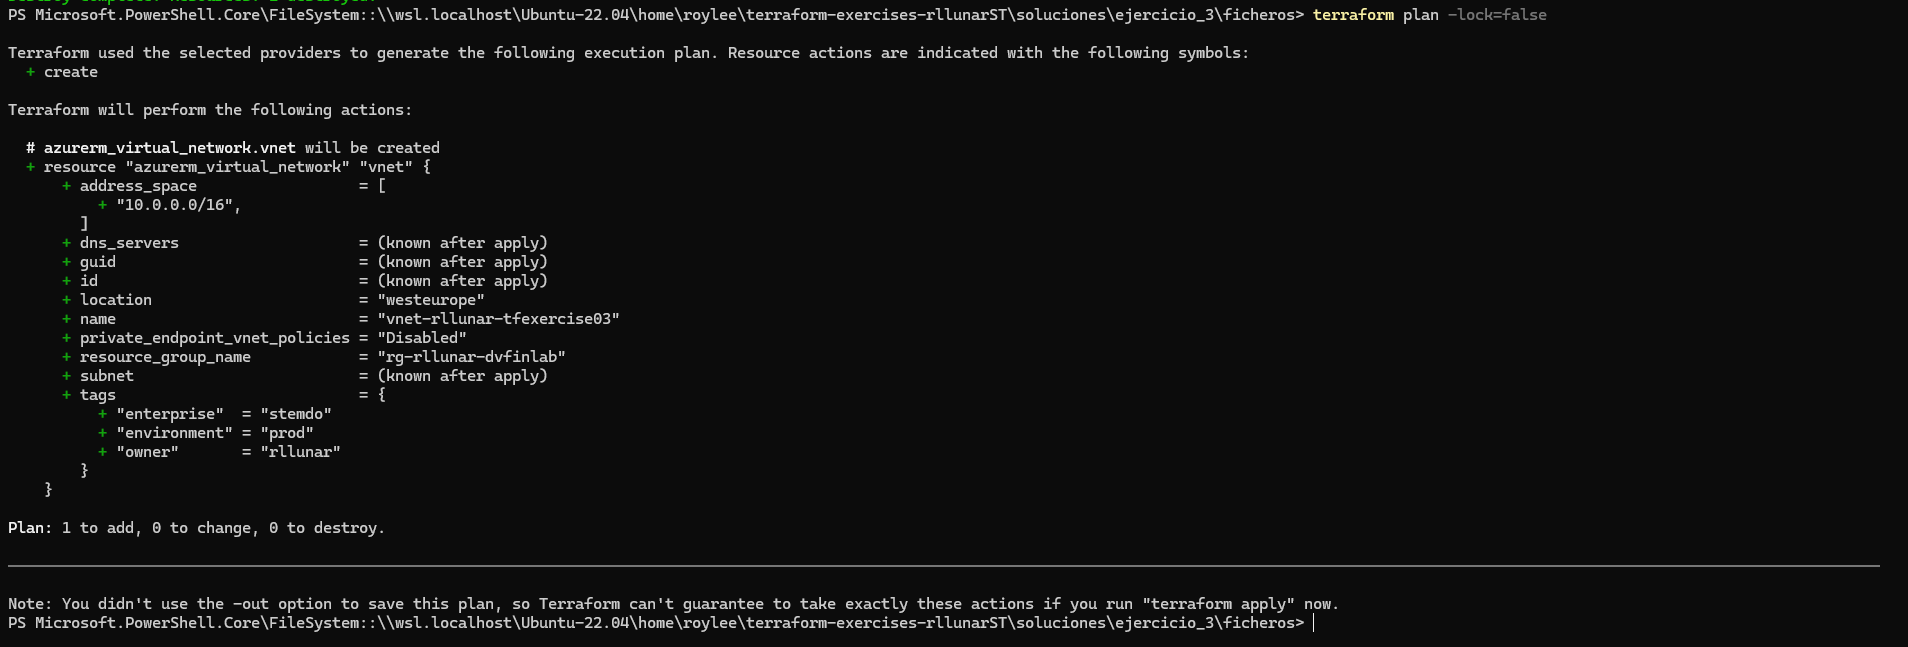 PS Microsoft.PowerShell.Core\FileSystem::\\wsl.localhost\Ubuntu-22.04\home\roylee\terraform-exercises-rllunarST\soluciones\ejercicio_3\ficheros> terraform plan -lock=false
Terraform used the selected providers to generate the following execution plan. Resource actions are indicated with the following symbols:
+ create
Terraform will perform the following actions:
# azurerm_virtual_network.vnet will be created
+ resource "azurerm_virtual_network" "vnet" {
+ address_space = [
+ "10.0.0.0/16",
]
+ dns_servers = (known after apply)
+ guid = (known after apply)
+ id = (known after apply)
+ location = "westeurope"
+ name = "vnet-rllunar-tfexercise03"
+ private_endpoint_vnet_policies = "Disabled"
+ resource_group_name = "rg-rllunar-dvfinlab"
+ subnet = (known after apply)
+ tags = {
+ "enterprise" = "stemdo"
+ "environment" = "prod"
+ "owner" = "rllunar"
}
}
Plan: 1 to add, 0 to change, 0 to destroy.
Note: You didn't use the -out option to save this plan, so Terraform can't guarantee to take exactly these actions if you run "terraform apply" now.
PS Microsoft.PowerShell.Core\FileSystem::\\wsl.localhost\Ubuntu-22.04\home\roylee\terraform-exercises-rllunarST\soluciones\ejercicio_3\ficheros>